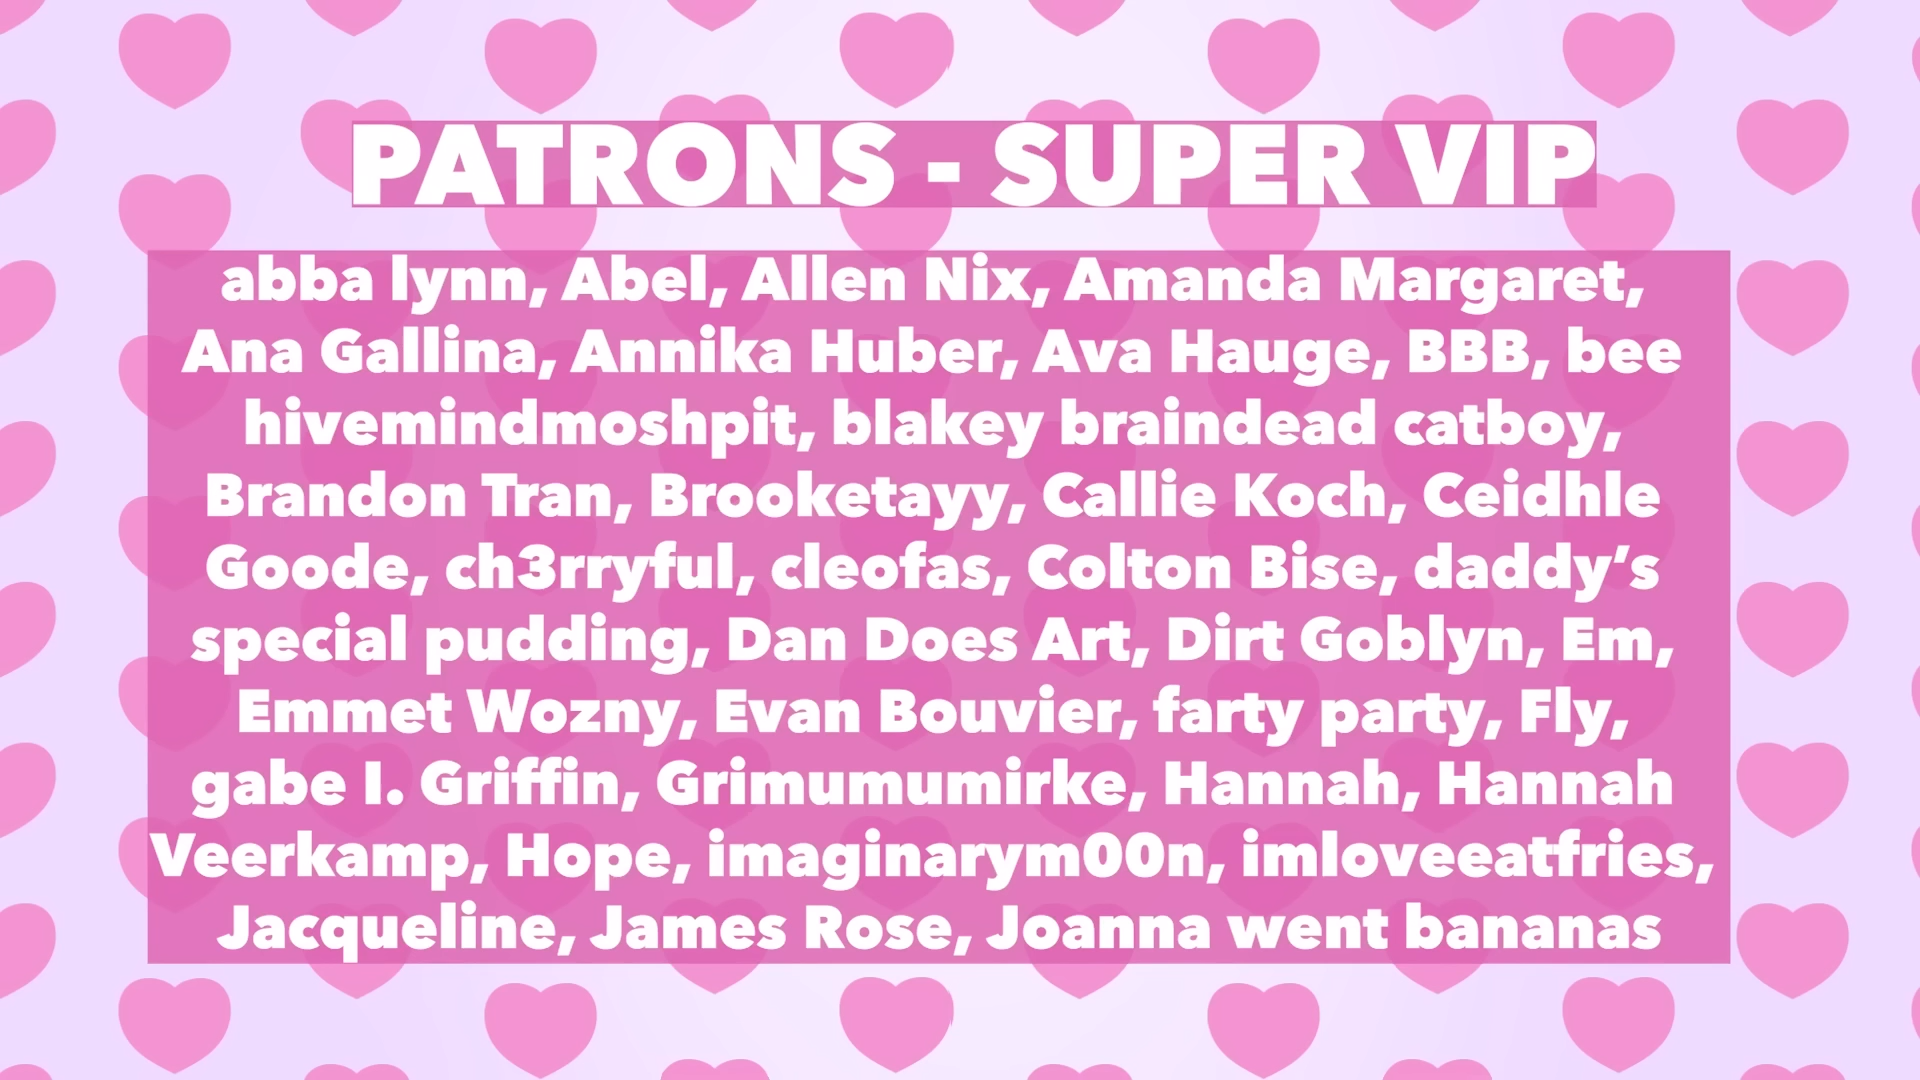 PATRONS - SUPER VIP
abba lynn, Abel, Allen Nix, Amanda Margaret,
Ana Gallina, Annika Huber, Ava Hauge, BBB, bee
hivemindmoshpit, blakey braindead catboy,
Brandon Tran, Brooketayy, Callie Koch, Ceidhle
Goode, ch3rryful, cleofas, Colton Bise, daddy’s
special pudding, Dan Does Art, Dirt Goblyn, Em,
Emmet Wozny, Evan Bouvier, farty party, Fly,
gabe I. Griffin, Grimumumirke, Hannah, Hannah
Veerkamp, Hope, imaginarym00n, imloveeatfries,
Jacqueline, James Rose, Joanna went bananas